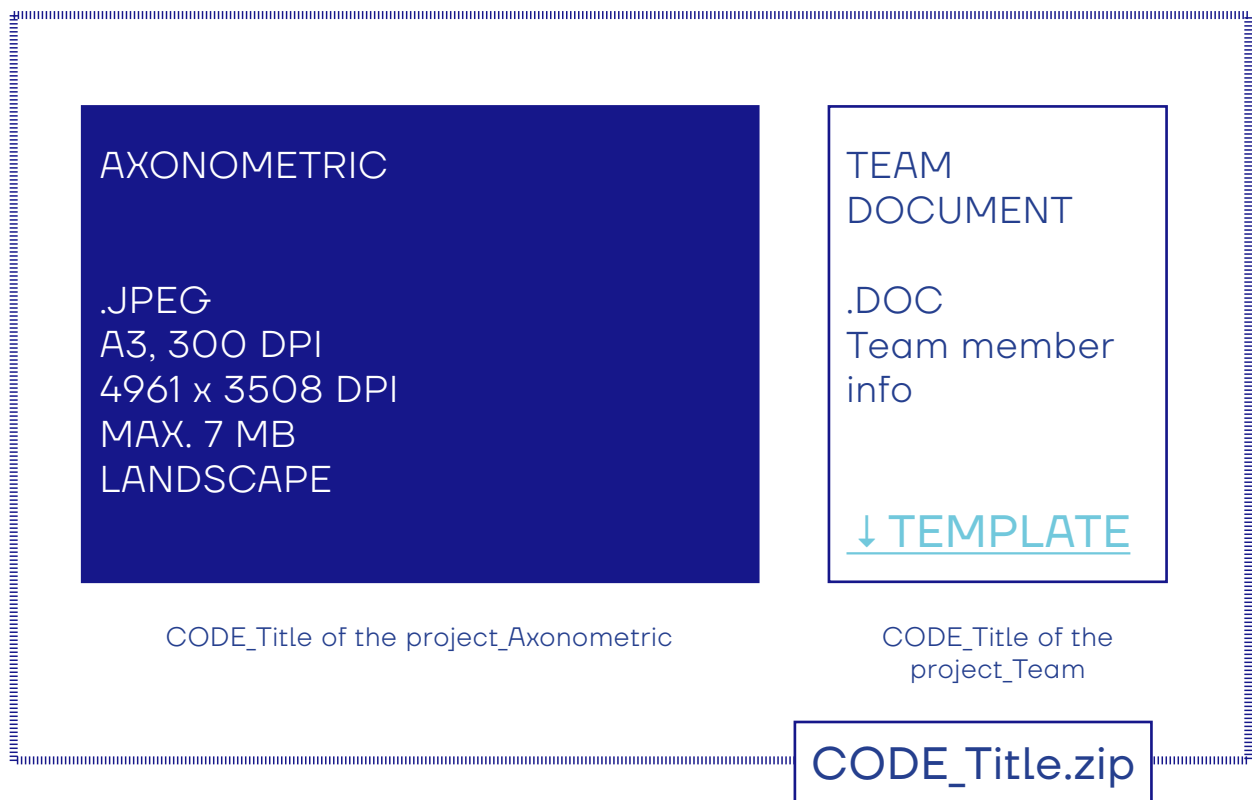 AXONOMETRIC
.JPEG
A3, 300 DPI
4961 x 3508 DPI
MAX. 7 MB
LANDSCAPE
CODE_Title of the project_Axonometric
TEAM
DOCUMENT
.DOC
Team member
info
↓ TEMPLATE
CODE_Title of the
project_Team
CODE_Title.zip